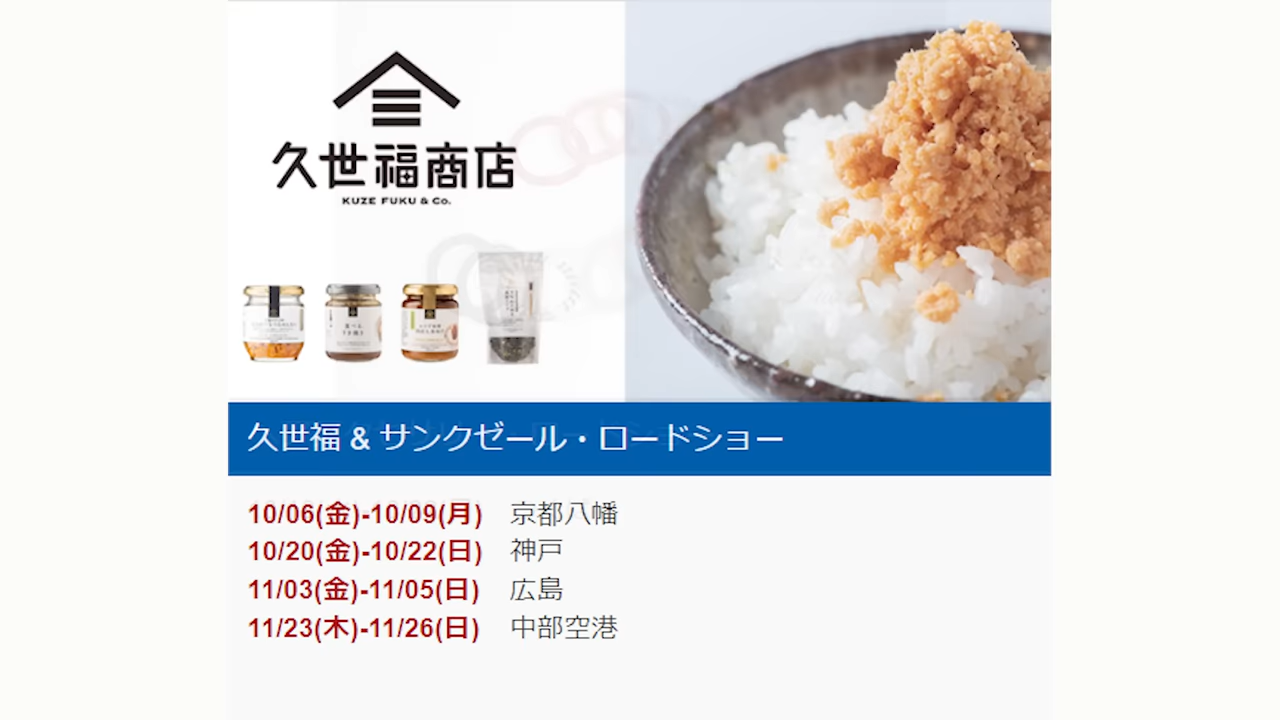 久世福商店
KUZE FUKU & Co.
久世福 & サンクゼール・ロードショー
10/06(金)-10/09(月) 京都八幡
10/20(金)-10/22(日) 神戸
11/03(金)-11/05(日) 広島
11/23(木)-11/26(日) 中部空港